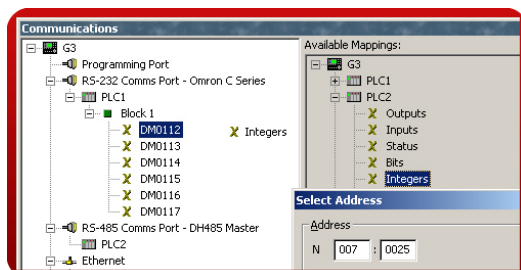 Communications
G3
Programming Port
RS-232 Comms Port - Omron C Series
PLC1
Block 1
DM0112
DM0113
DM0114
DM0115
DM0116
DM0117
RS-485 Comms Port - DH485 Master
PLC2
Ethernet
Integers
Available Mappings:
G3
PLC1
PLC2
Outputs
Inputs
Status
Bits
Integers
Select Address
Address
N 007 : 0025